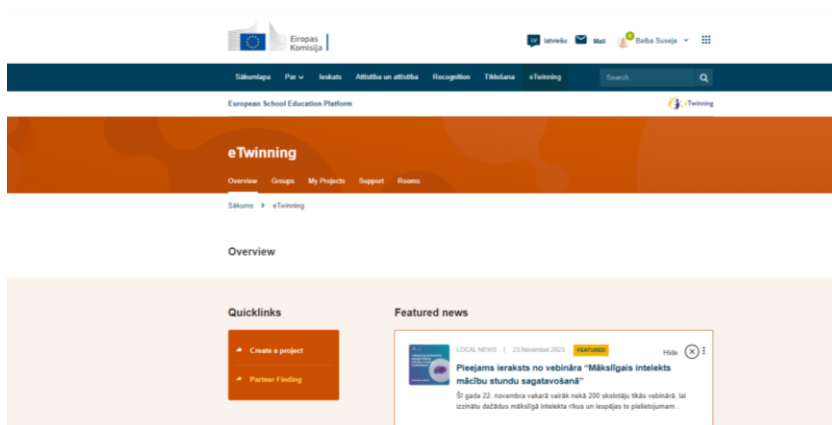 Eiropas
Komisija
LV latviešu Mail Baiba Suseja
Sākumlapa Par Ieskats Attīstība un attīstība Recognition Tīklošana eTwinning Search
European School Education Platform eTwinning
eTwinning
Overview Groups My Projects Support Rooms
Sākums > eTwinning
Overview
Quicklinks
Featured news
Create a project
Partner Finding
LOCAL NEWS | 23 November 2023 FEATURED Hide
Pieejams ieraksts no vebināra “Mākslīgais intelekts
mācību stundu sagatavošanā”
Šī gada 22. novembra vakarā vairāk nekā 200 skolotāju tikās vebinārā, lai
izzinātu dažādus mākslīgā intelekta rīkus un iespējas to pielietojumam...